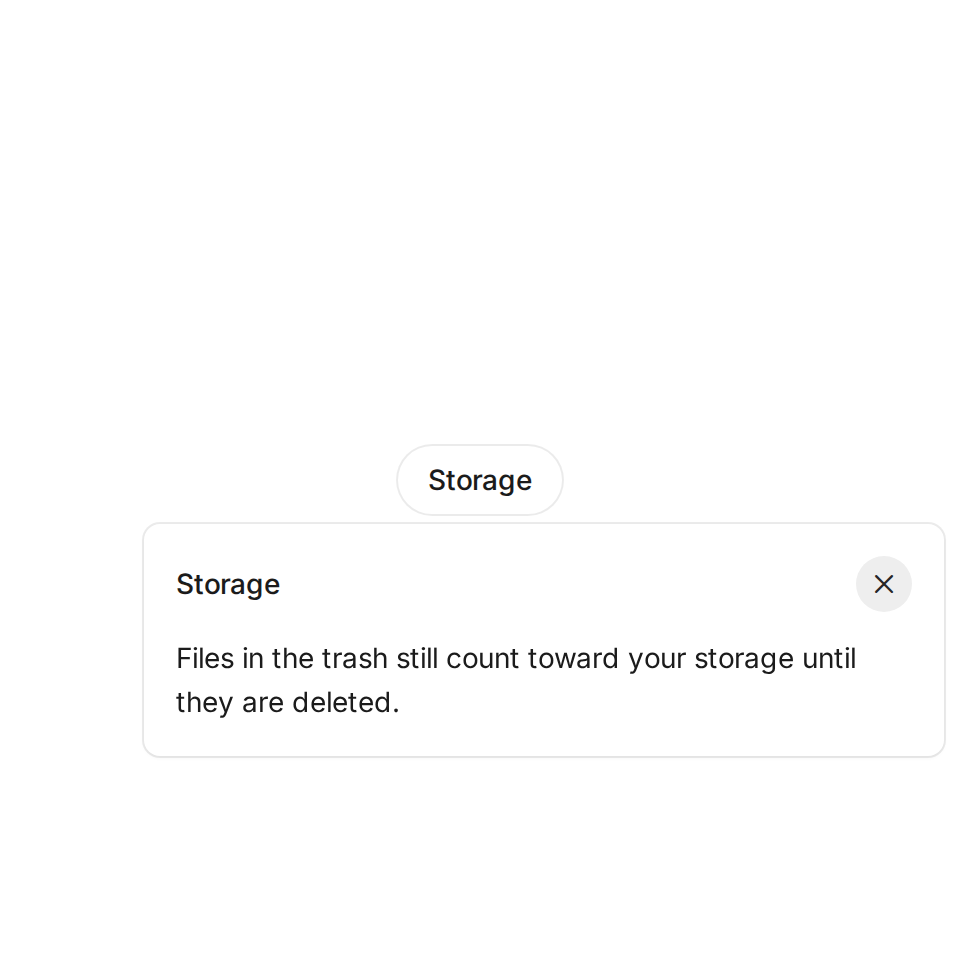 Storage
Storage
Files in the trash still count toward your storage until
they are deleted.